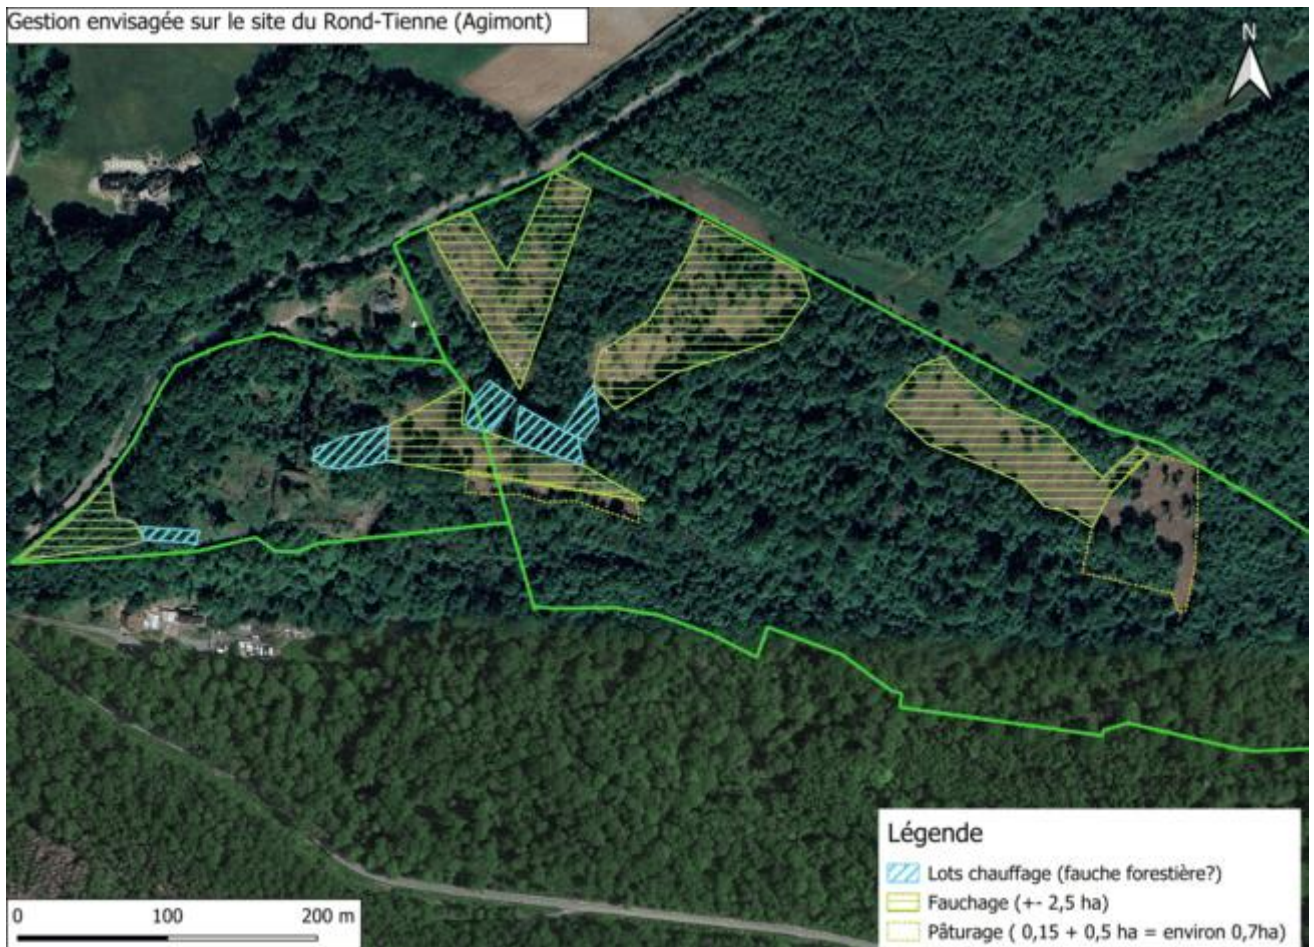 Gestion envisagée sur le site du Rond-Tienne (Agimont)
N
Légende
Lots chauffage (fauche forestière?)
Fauchage (+- 2,5 ha)
Pâturage ( 0,15 + 0,5 ha = environ 0,7ha)
0 100 200 m